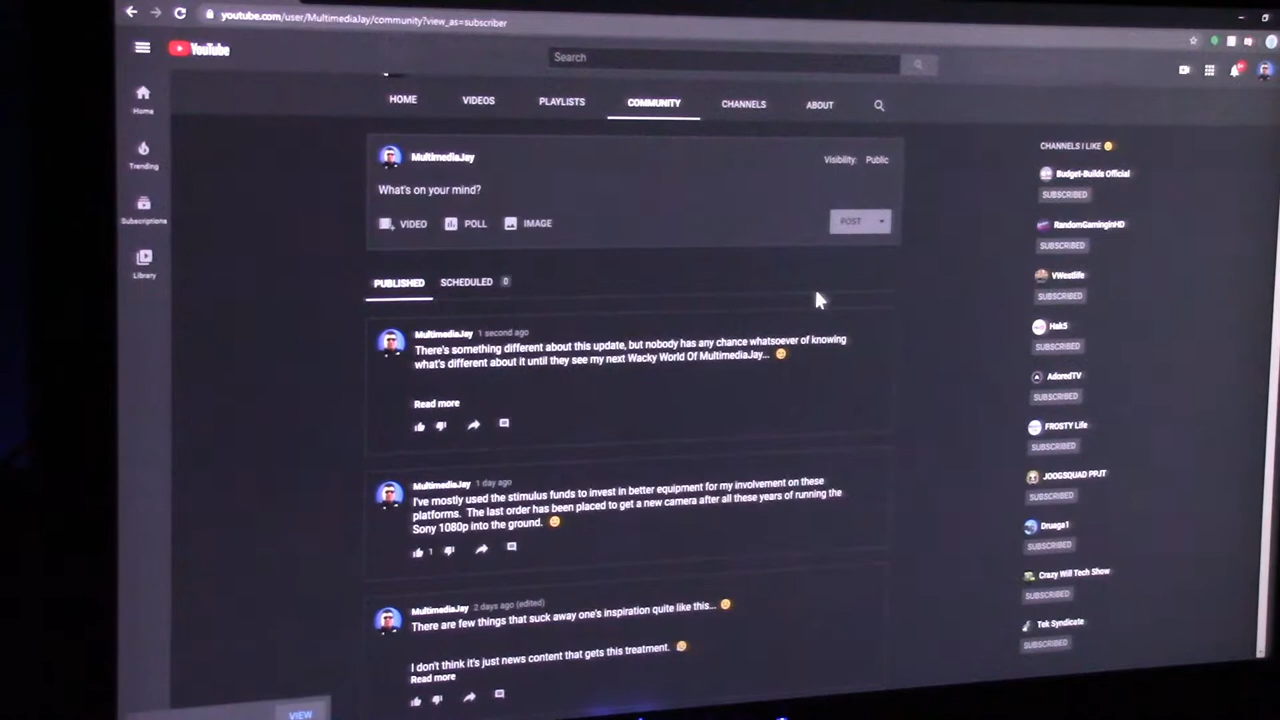 youtube.com/user/MultimediaJay/community?view_as=subscriber
YouTube
Search
HOME VIDEOS PLAYLISTS COMMUNITY CHANNELS ABOUT
Home
Trending
Subscriptions
Library
MultimediaJay
Visibility: Public
What's on your mind?
VIDEO POLL IMAGE
POST
PUBLISHED SCHEDULED 0
MultimediaJay 1 second ago
There's something different about this update, but nobody has any chance whatsoever of knowing
what's different about it until they see my next Wacky World Of MultimediaJay...
Read more
MultimediaJay 1 day ago
I've mostly used the stimulus funds to invest in better equipment for my involvement on these
platforms. The last order has been placed to get a new camera after all these years of running the
Sony 1080p into the ground.
1
MultimediaJay 2 days ago (edited)
There are few things that suck away one's inspiration quite like this...
I don't think it's just news content that gets this treatment.
Read more
VIEW
CHANNELS I LIKE
Budget-Builds Official
SUBSCRIBED
RandomGaminginHD
SUBSCRIBED
VWestlife
SUBSCRIBED
Hak5
SUBSCRIBED
AdoredTV
SUBSCRIBED
FROSTY Life
SUBSCRIBED
JOOGSQUAD PPJT
SUBSCRIBED
Druaga1
SUBSCRIBED
Crazy Will Tech Show
SUBSCRIBED
Tek Syndicate
SUBSCRIBED